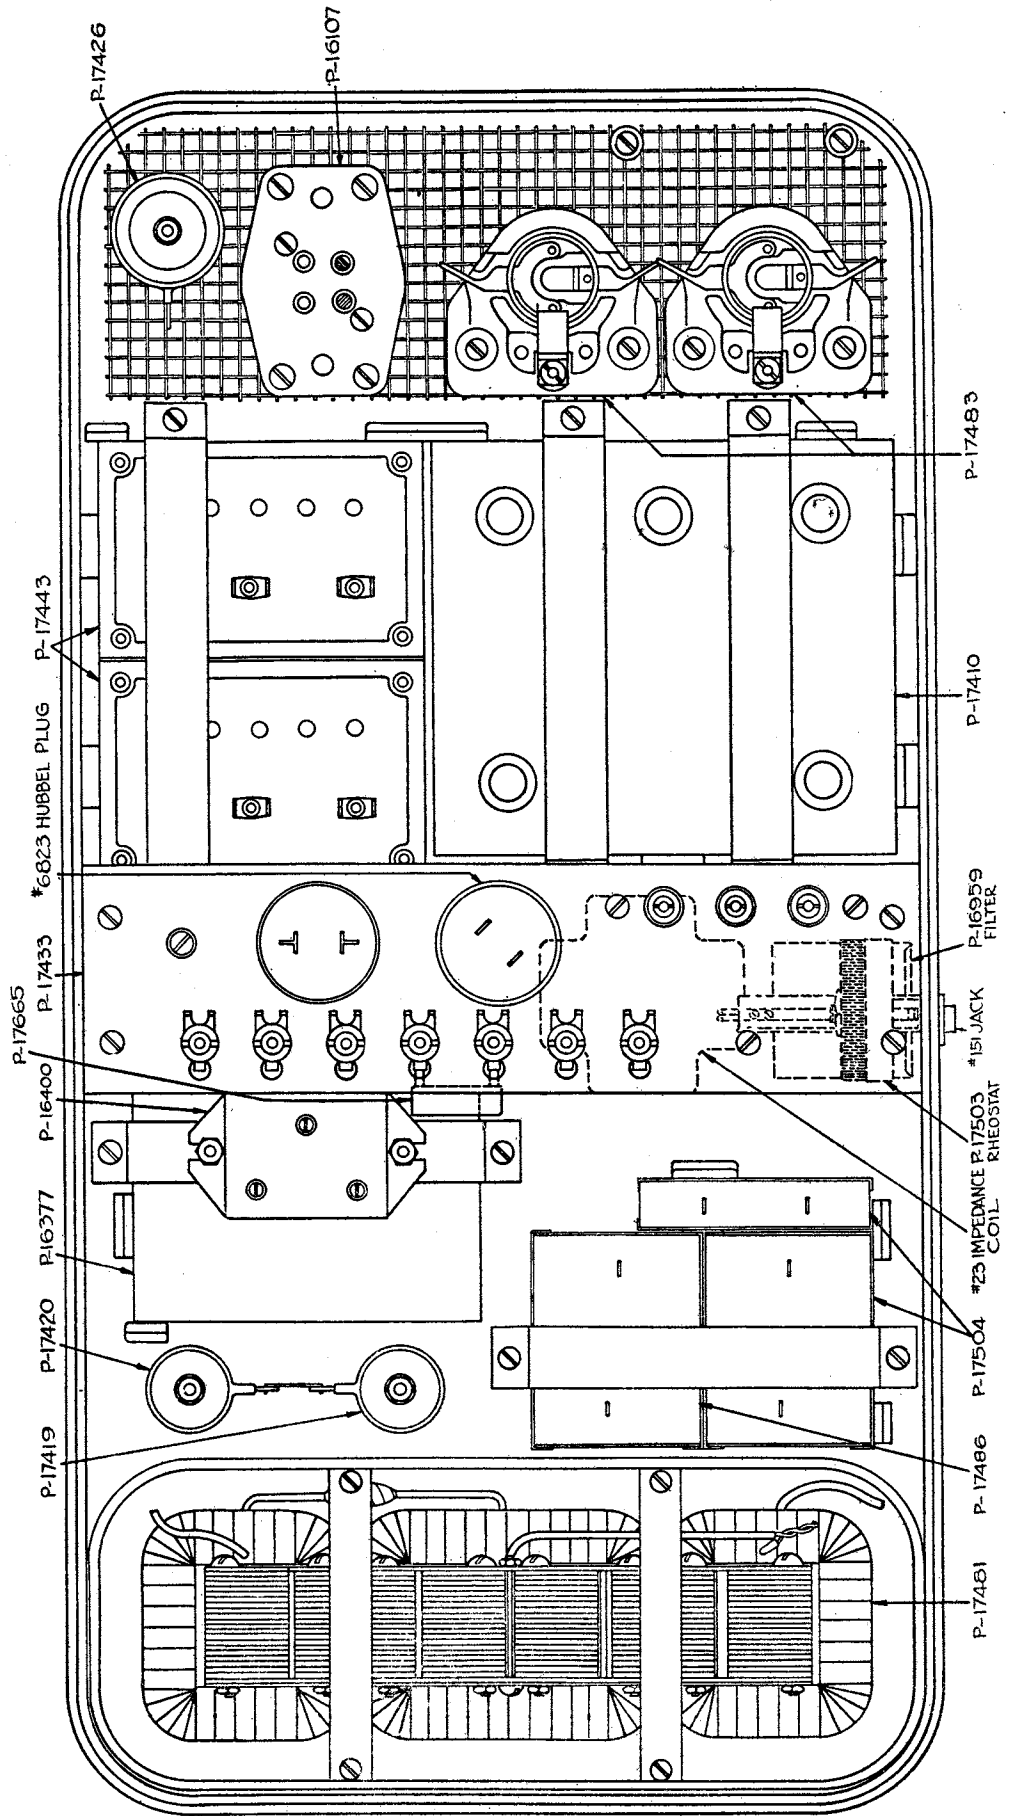 P-17419
P-17420
P-16377
P-16400
P-17665
P-17433
#6823 HUBBEL PLUG
P-17443
P-17426
P-16107
P-17481
P-17486
P-17504
#23 IMPEDANCE
COIL
P-17503
RHEOSTAT
#151 JACK
P-16959
FILTER
P-17410
P-17483